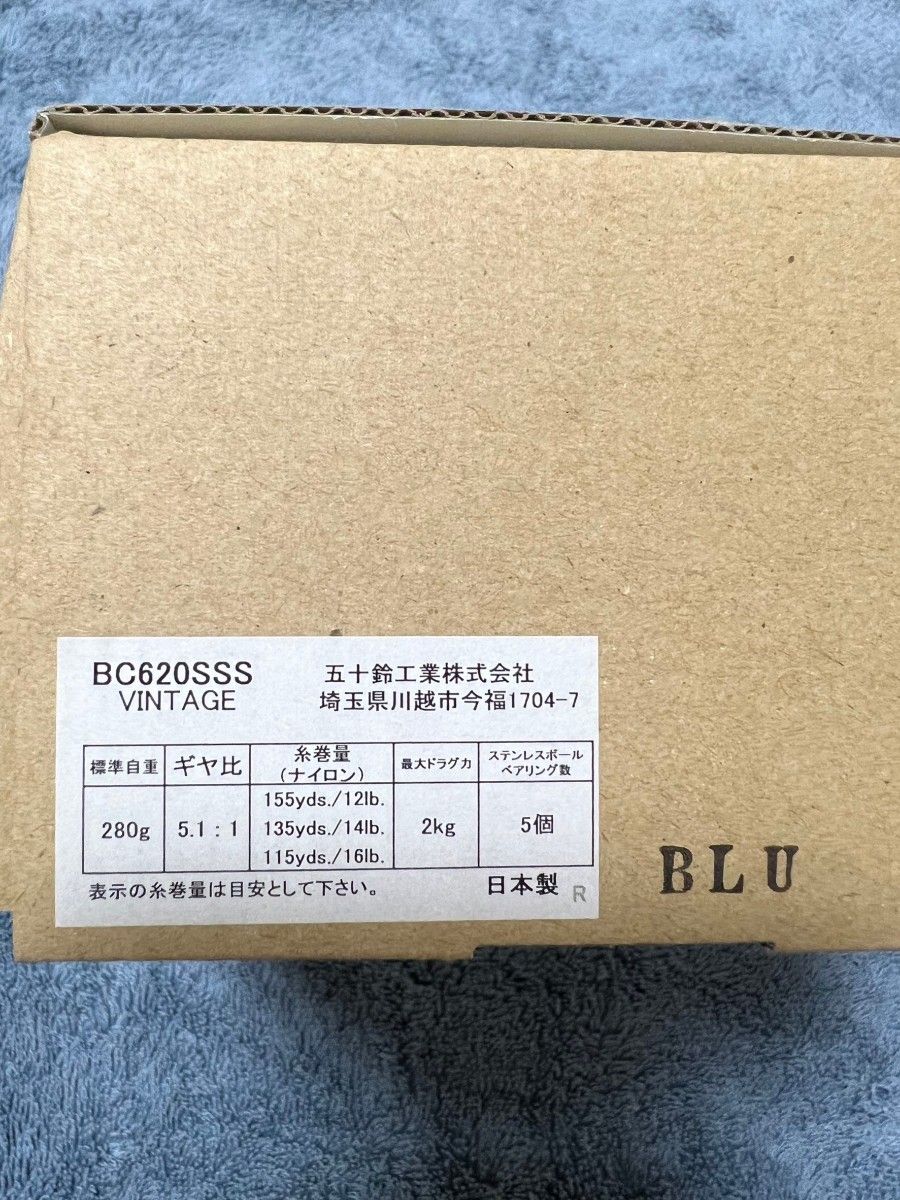 BC620SSS
VINTAGE
五十鈴工業株式会社
埼玉県川越市今福1704-7
標準自重 ギヤ比 糸巻量 最大ドラグ力 ステンレスボール
(ナイロン) ベアリング数
280g 5.1：1 155yds./12lb. 2kg 5個
135yds./14lb.
115yds./16lb.
表示の糸巻量は目安として下さい。 日本製 R
BLU